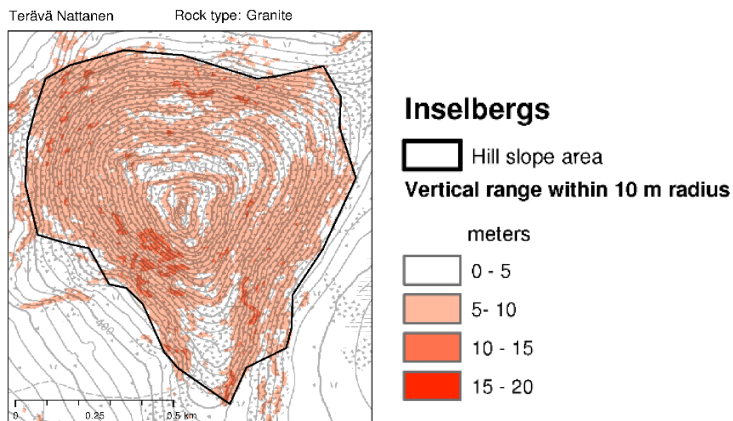 Terävä Nattanen Rock type: Granite
400
0 0.25 0.5 km
Inselbergs
Hill slope area
Vertical range within 10 m radius
meters
0 - 5
5- 10
10 - 15
15 - 20